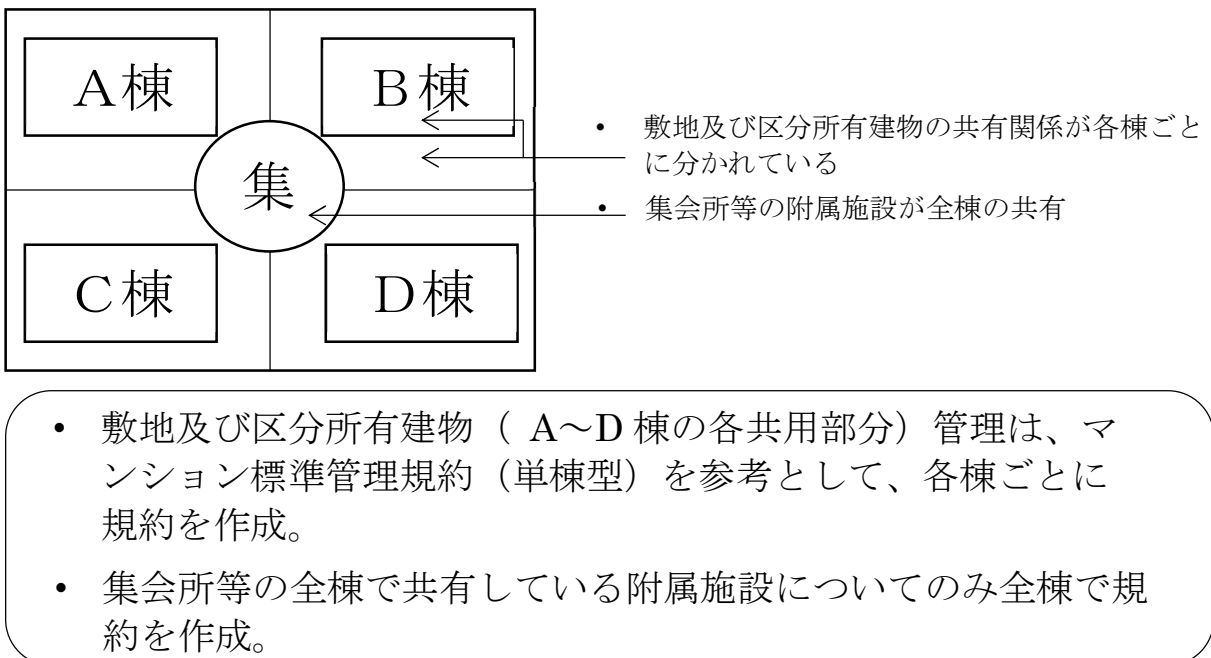 A棟
B棟
集
C棟
D棟
• 敷地及び区分所有建物の共有関係が各棟ごと
に分かれている
• 集会所等の附属施設が全棟の共有
• 敷地及び区分所有建物（ A～D 棟の各共用部分）管理は、マ
ンション標準管理規約（単棟型）を参考として、各棟ごとに
規約を作成。
• 集会所等の全棟で共有している附属施設についてのみ全棟で規
約を作成。